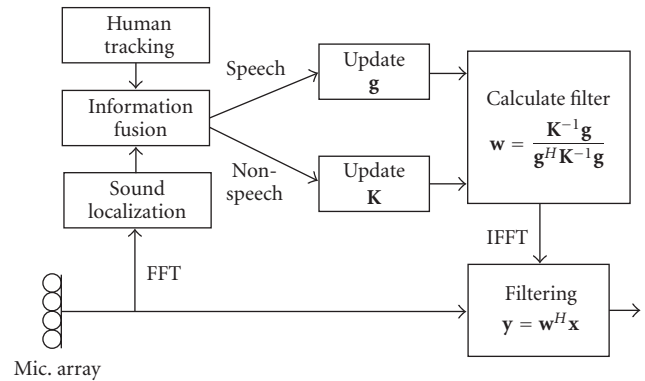 Human
tracking
Information
fusion
Sound
localization
FFT
Mic. array
Speech
Non-
speech
Update
g
Update
K
Calculate filter
w = K⁻¹g / gᴴK⁻¹g
IFFT
Filtering
y = wᴴx